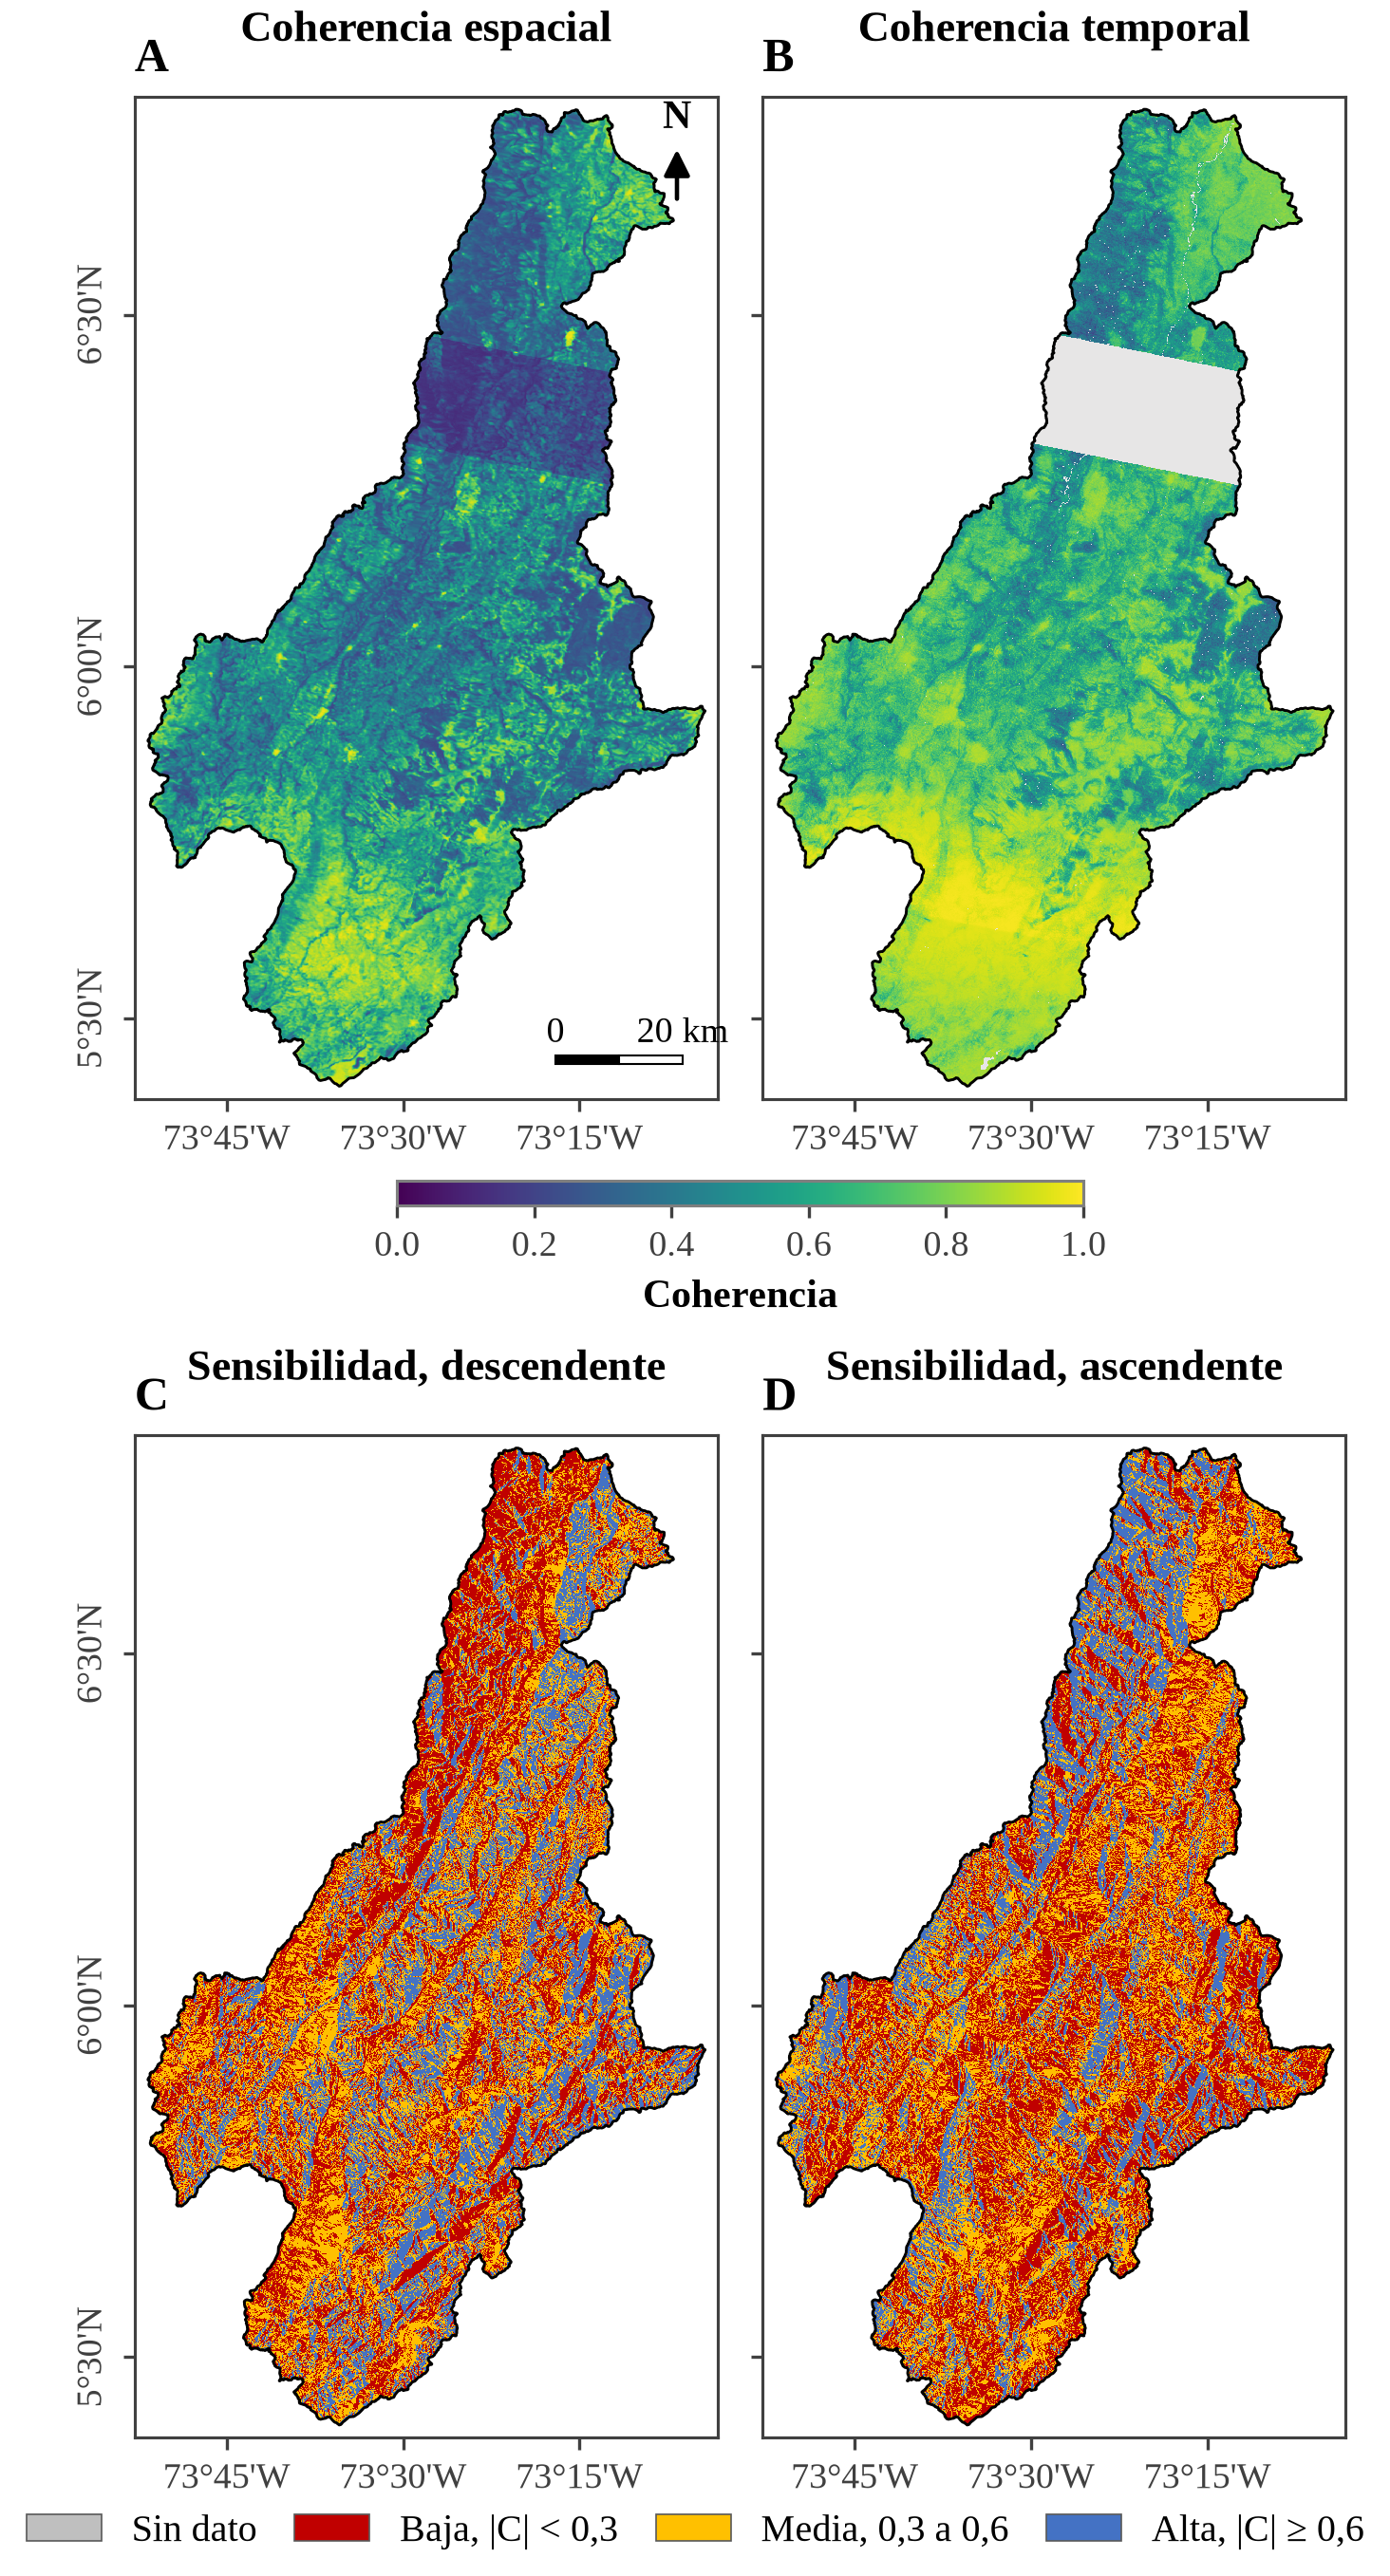 Coherencia espacial
Coherencia temporal
A
B
N
6°30'N
6°00'N
5°30'N
0 20 km
73°45'W 73°30'W 73°15'W
73°45'W 73°30'W 73°15'W
0.0 0.2 0.4 0.6 0.8 1.0
Coherencia
Sensibilidad, descendente
Sensibilidad, ascendente
C
D
6°30'N
6°00'N
5°30'N
73°45'W 73°30'W 73°15'W
73°45'W 73°30'W 73°15'W
Sin dato Baja, |C| < 0,3 Media, 0,3 a 0,6 Alta, |C| ≥ 0,6